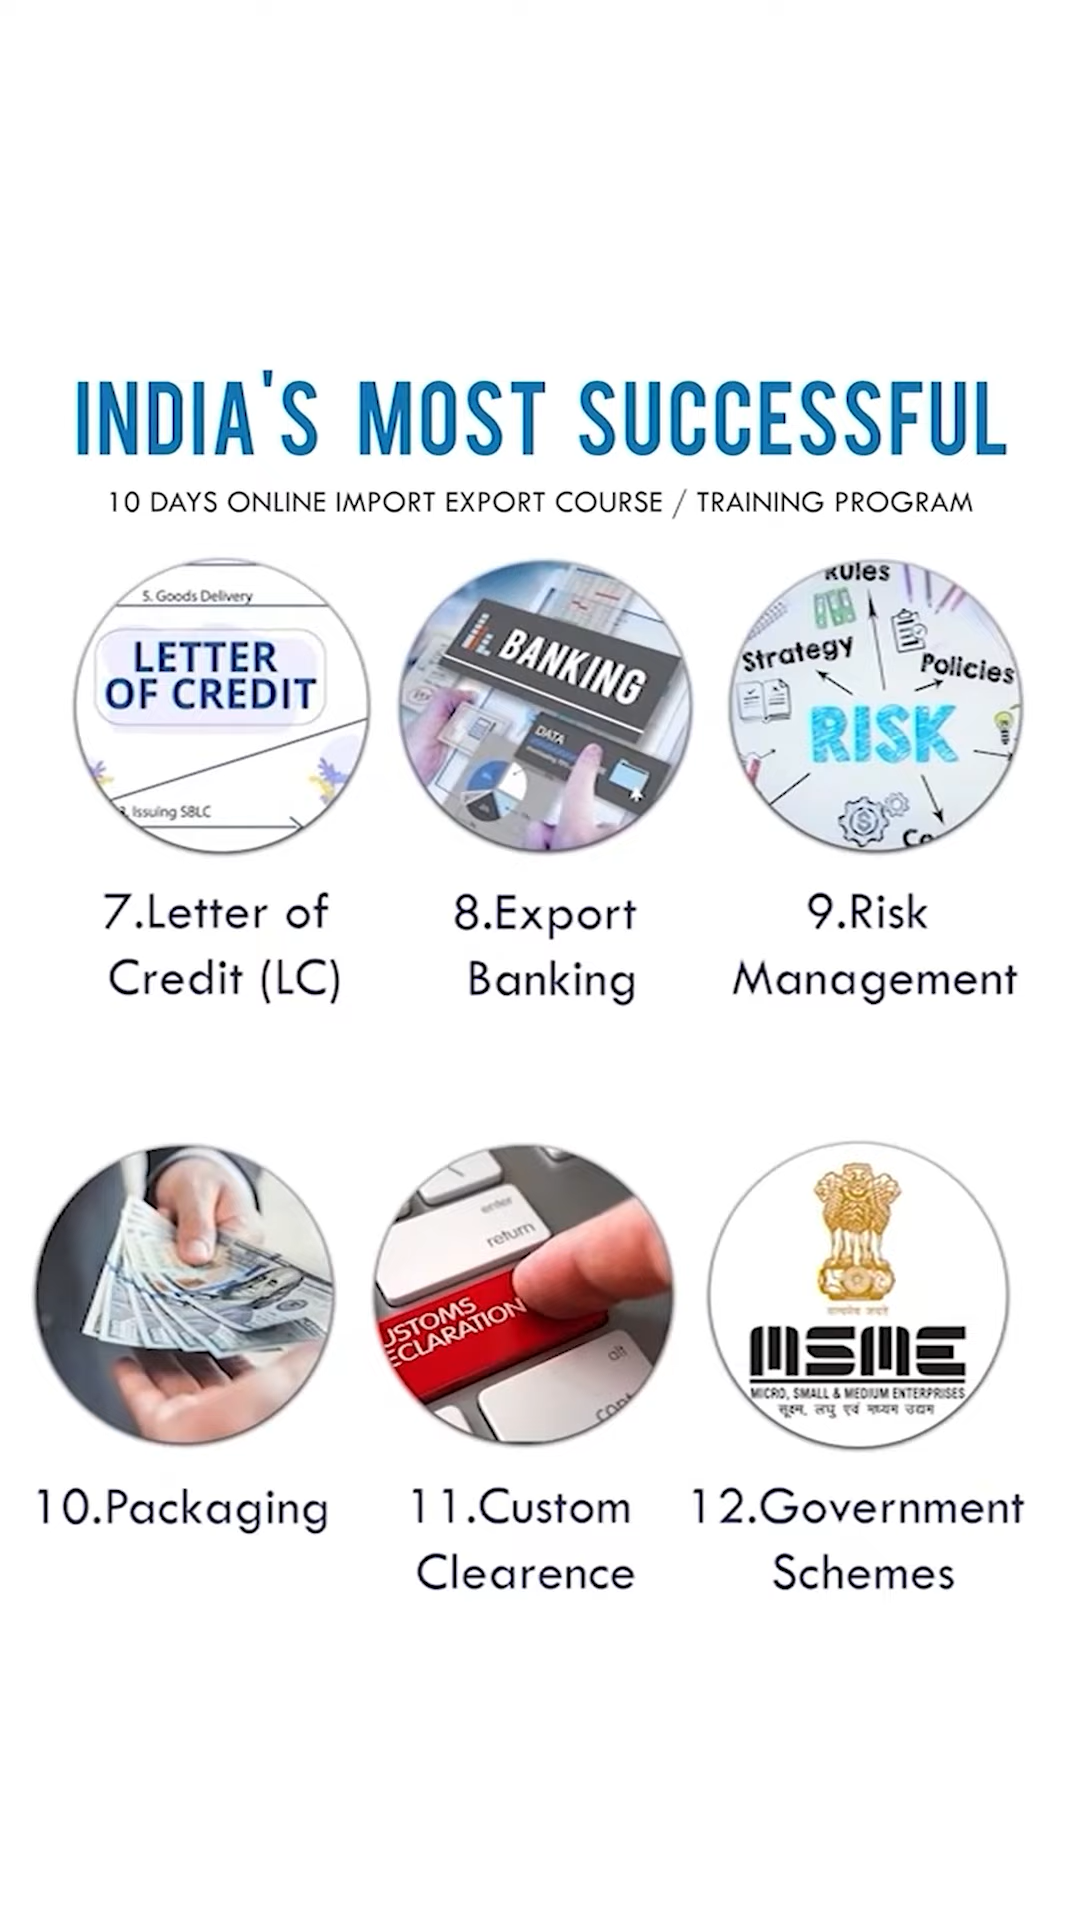 INDIA'S MOST SUCCESSFUL
10 DAYS ONLINE IMPORT EXPORT COURSE / TRAINING PROGRAM
5. Goods Delivery
LETTER
OF CREDIT
Issuing SBLC
BANKING
DATA
Rules
Strategy
Policies
RISK
7.Letter of
Credit (LC)
8.Export
Banking
9.Risk
Management
enter
return
USTOMS
ECLARATION
alt
सत्यमेव जयते
MSME
MICRO, SMALL & MEDIUM ENTERPRISES
सूक्ष्म, लघु एवं मध्यम उद्यम
10.Packaging
11.Custom
Clearence
12.Government
Schemes